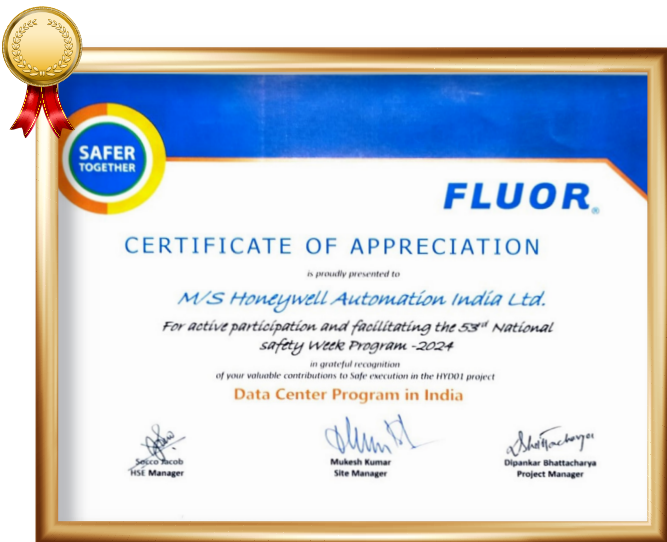 SAFER
TOGETHER
FLUOR®
CERTIFICATE OF APPRECIATION
is proudly presented to
M/S Honeywell Automation India Ltd.
For active participation and facilitating the 53rd National
safety Week Program -2024
in grateful recognition
of your valuable contributions to Safe execution in the HYD01 project
Data Center Program in India
Jacob
HSE Manager
Mukesh Kumar
Site Manager
Dipankar Bhattacharya
Project Manager